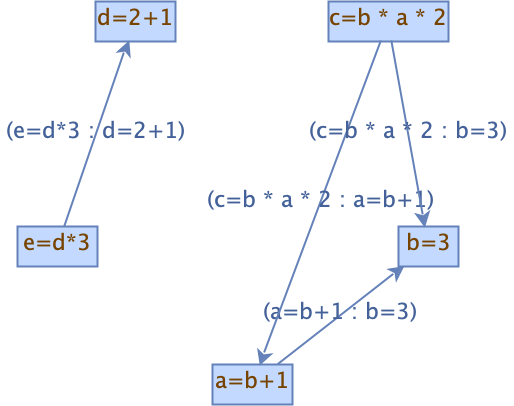 d=2+1
c=b * a * 2
(e=d*3 : d=2+1)
(c=b * a * 2 : b=3)
(c=b * a * 2 : a=b+1)
e=d*3
b=3
(a=b+1 : b=3)
a=b+1